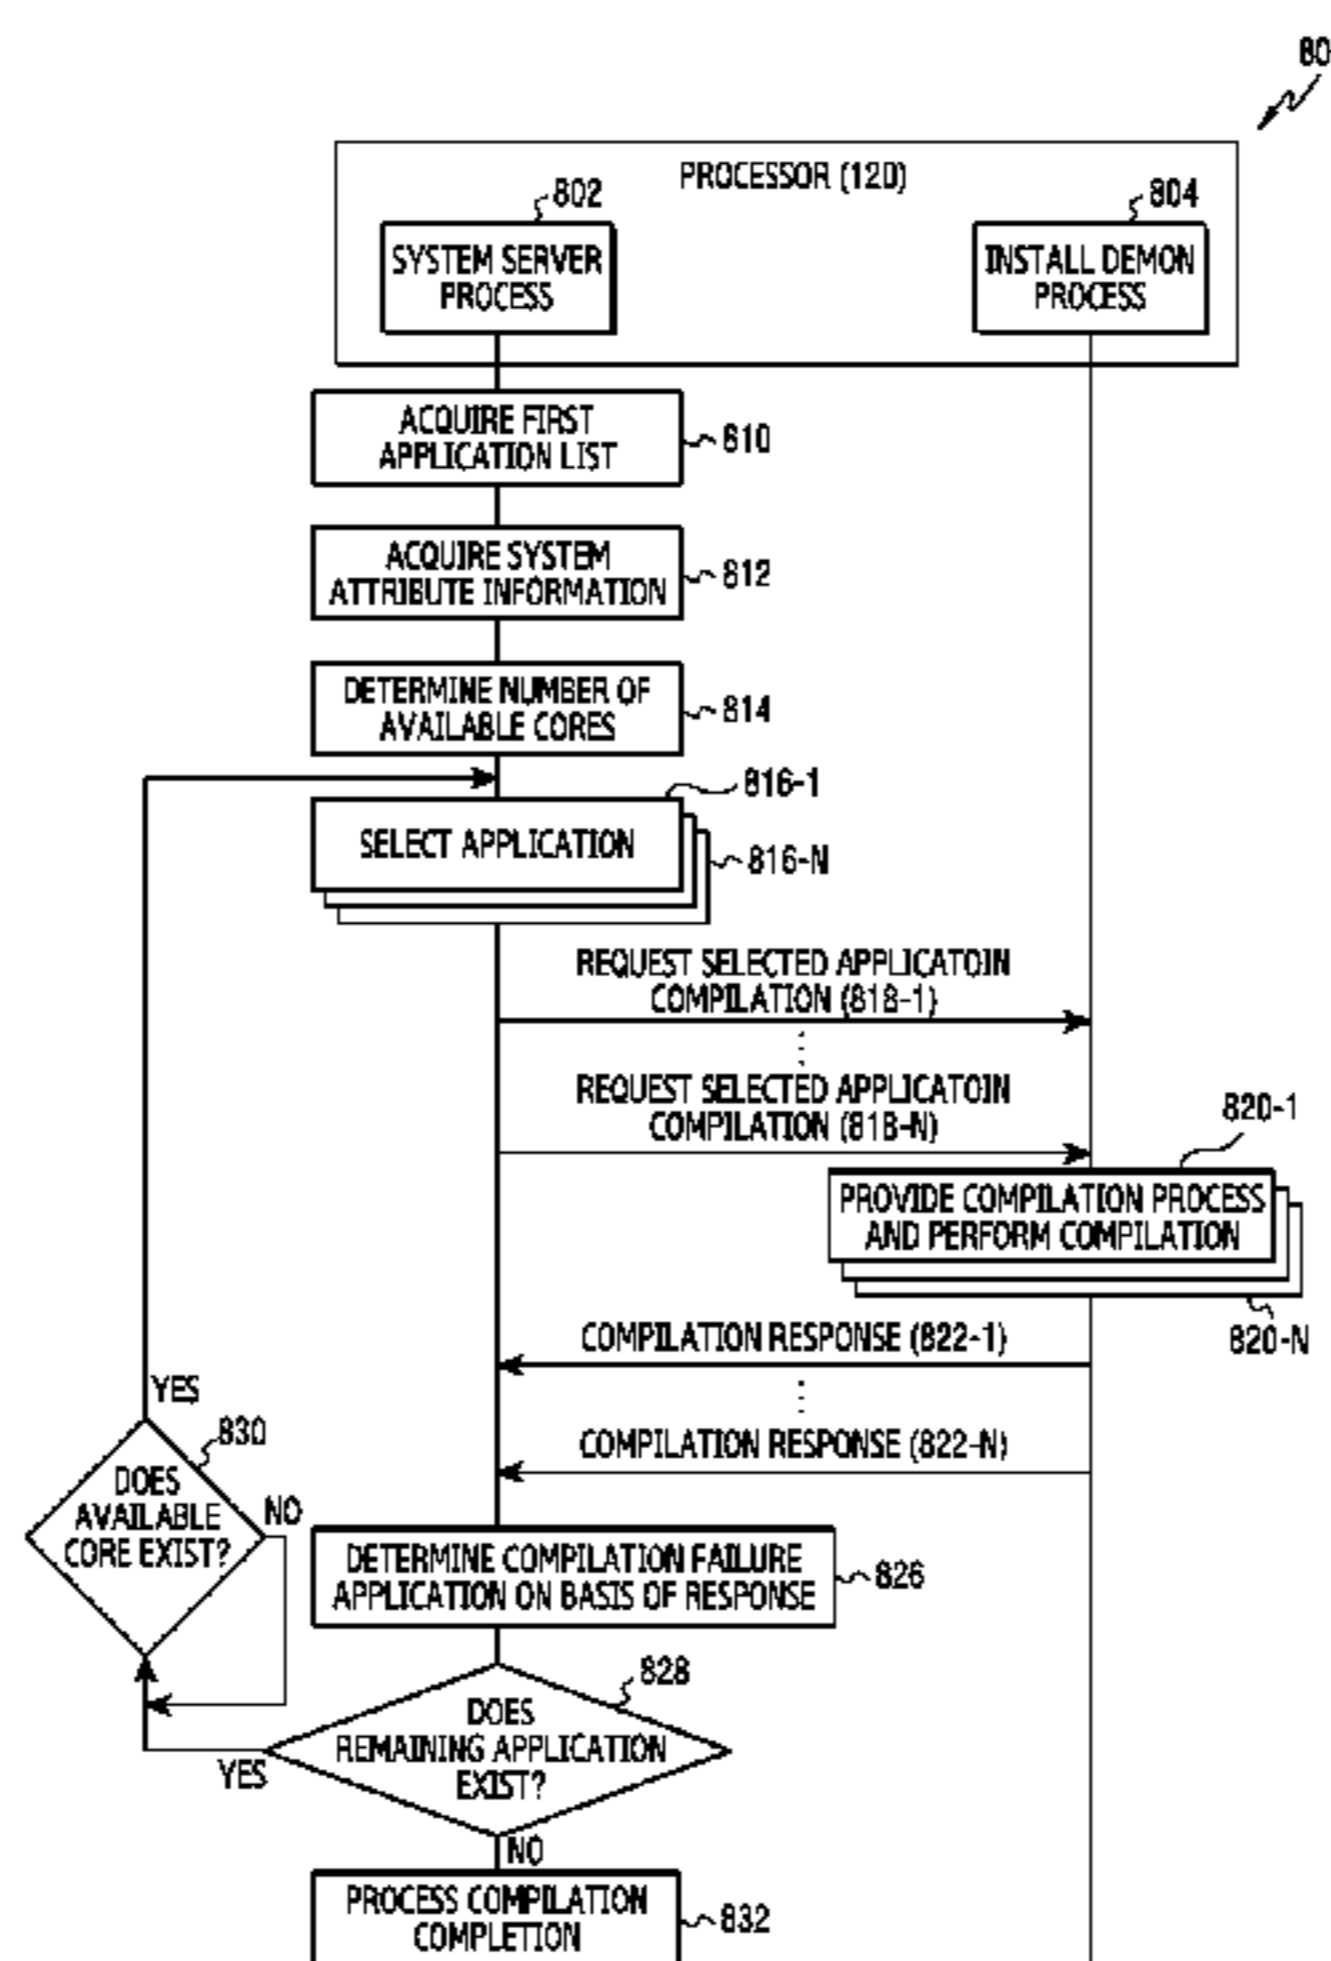 80
PROCESSOR (120)
802
804
SYSTEM SERVER
PROCESS
INSTALL DEMON
PROCESS
ACQUIRE FIRST
APPLICATION LIST
810
ACQUIRE SYSTEM
ATTRIBUTE INFORMATION
812
DETERMINE NUMBER OF
AVAILABLE CORES
814
816-1
SELECT APPLICATION
816-N
REQUEST SELECTED APPLICATOIN
COMPILATION (818-1)
REQUEST SELECTED APPLICATOIN
COMPILATION (818-N)
820-1
PROVIDE COMPILATION PROCESS
AND PERFORM COMPILATION
820-N
COMPILATION RESPONSE (822-1)
COMPILATION RESPONSE (822-N)
YES
830
DOES
AVAILABLE
CORE EXIST?
NO
DETERMINE COMPILATION FAILURE
APPLICATION ON BASIS OF RESPONSE
826
828
DOES
REMAINING APPLICATION
EXIST?
YES
NO
PROCESS COMPILATION
COMPLETION
832